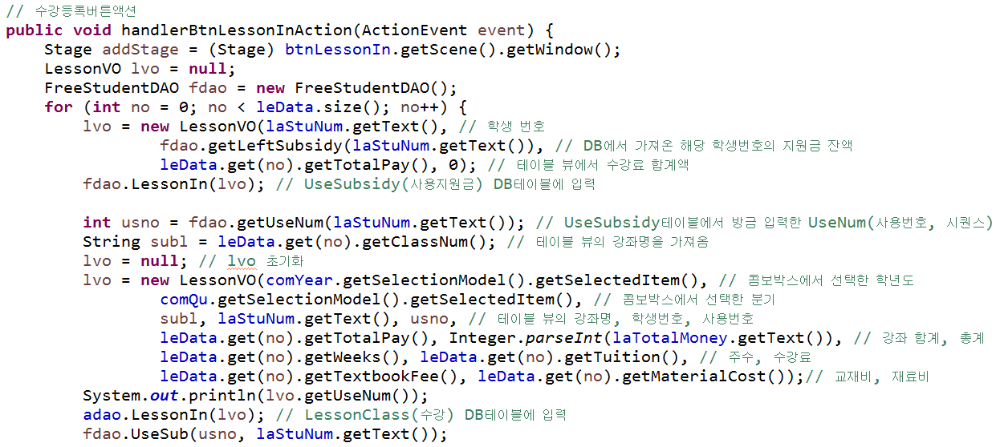 // 수강등록버튼액션
public void handlerBtnLessonInAction(ActionEvent event) {
Stage addStage = (Stage) btnLessonIn.getScene().getWindow();
LessonVO lvo = null;
FreeStudentDAO fdao = new FreeStudentDAO();
for (int no = 0; no < leData.size(); no++) {
lvo = new LessonVO(laStuNum.getText(), // 학생 번호
fdao.getLeftSubsidy(laStuNum.getText()), // DB에서 가져온 해당 학생번호의 지원금 잔액
leData.get(no).getTotalPay(), 0); // 테이블 뷰에서 수강료 합계액
fdao.LessonIn(lvo); // UseSubsidy(사용지원금) DB테이블에 입력
int usno = fdao.getUseNum(laStuNum.getText()); // UseSubsidy테이블에서 방금 입력한 UseNum(사용번호, 시퀀스)
String subl = leData.get(no).getClassNum(); // 테이블 뷰의 강좌명을 가져옴
lvo = null; // lvo 초기화
lvo = new LessonVO(comYear.getSelectionModel().getSelectedItem(), // 콤보박스에서 선택한 학년도
comQu.getSelectionModel().getSelectedItem(), // 콤보박스에서 선택한 분기
subl, laStuNum.getText(), usno, // 테이블 뷰의 강좌명, 학생번호, 사용번호
leData.get(no).getTotalPay(), Integer.parseInt(laTotalMoney.getText()), // 강좌 합계, 총계
leData.get(no).getWeeks(), leData.get(no).getTuition(), // 주수, 수강료
leData.get(no).getTextbookFee(), leData.get(no).getMaterialCost());// 교재비, 재료비
System.out.println(lvo.getUseNum());
adao.LessonIn(lvo); // LessonClass(수강) DB테이블에 입력
fdao.UseSub(usno, laStuNum.getText());